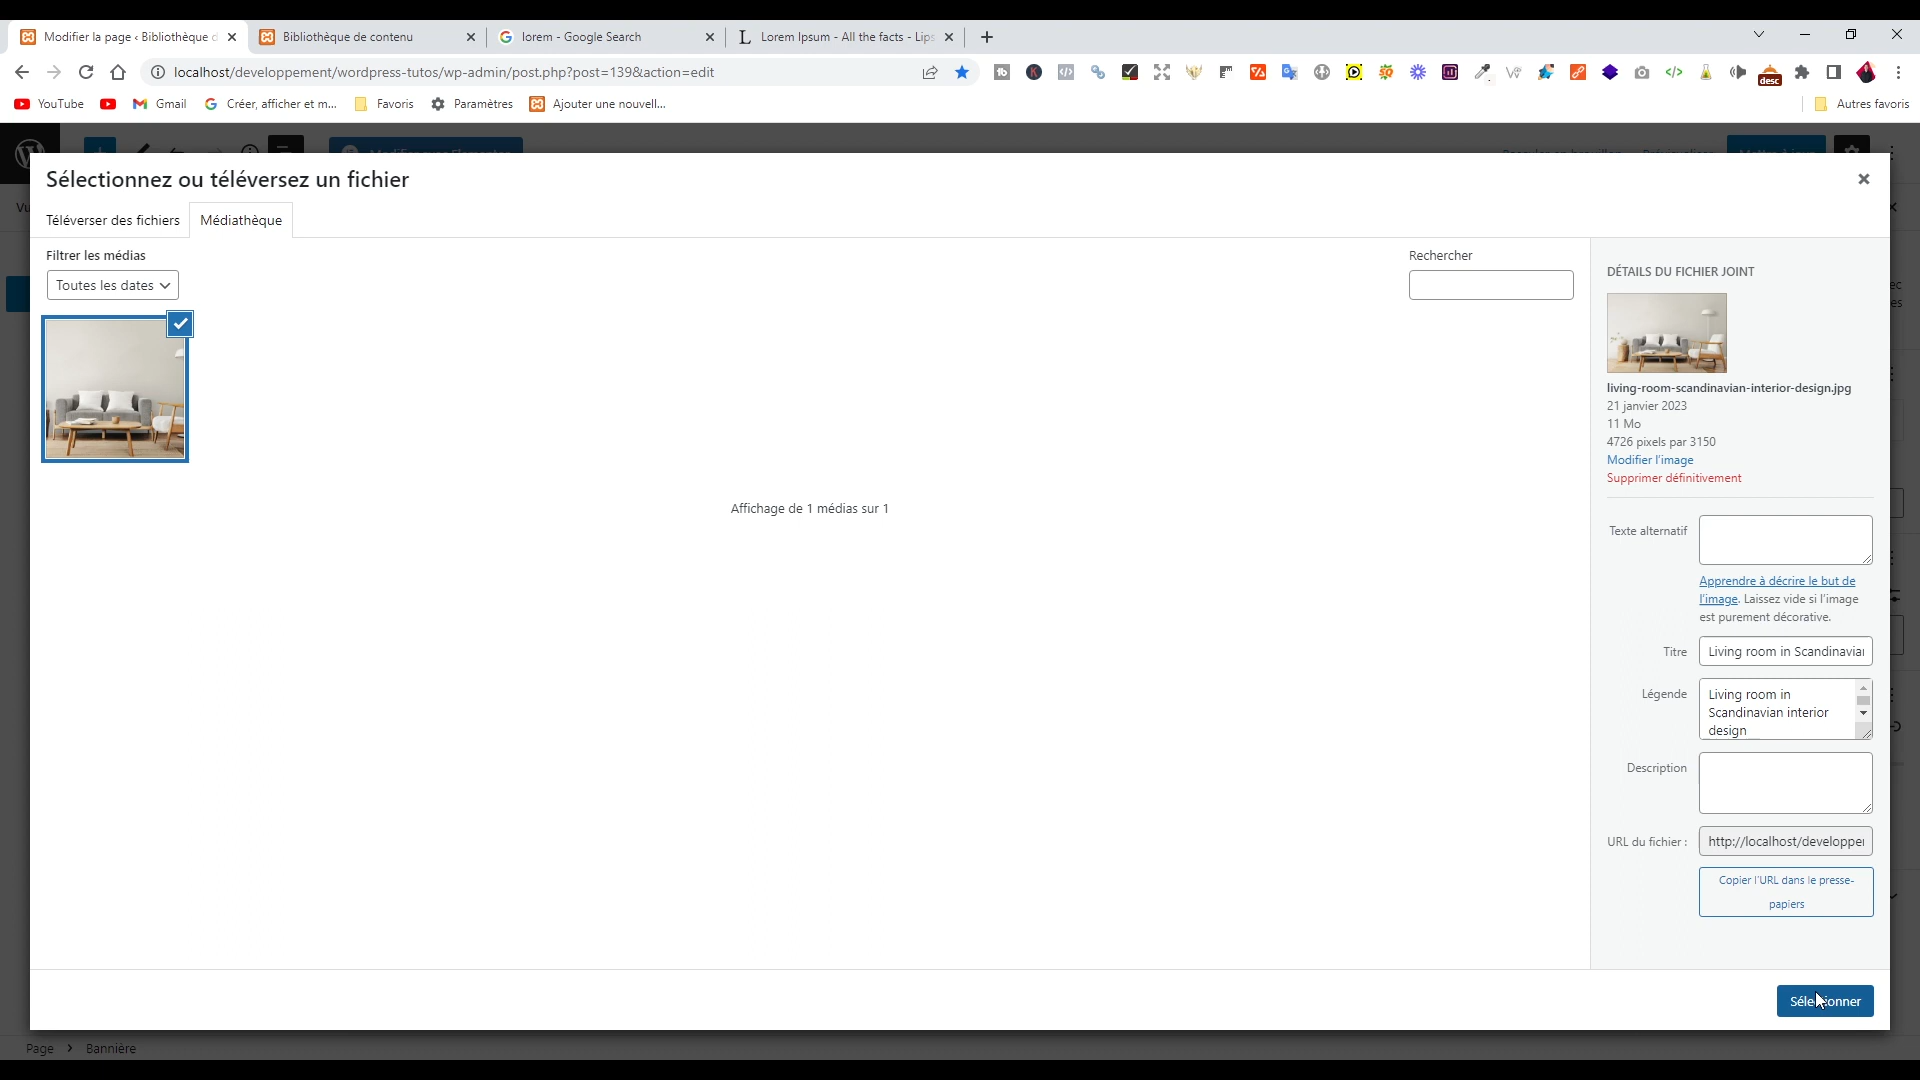 Modifier la page ‹ Bibliothèque d
Bibliothèque de contenu
lorem - Google Search
Lorem Ipsum - All the facts - Lips
localhost/developpement/wordpress-tutos/wp-admin/post.php?post=139&action=edit
desc
YouTube
Gmail
Créer, afficher et m...
Favoris
Paramètres
Ajouter une nouvell...
Autres favoris
Sélectionnez ou téléversez un fichier
Téléverser des fichiers
Médiathèque
Filtrer les médias
Toutes les dates
Rechercher
Affichage de 1 médias sur 1
DÉTAILS DU FICHIER JOINT
living-room-scandinavian-interior-design.jpg
21 janvier 2023
11 Mo
4726 pixels par 3150
Modifier l'image
Supprimer définitivement
Texte alternatif
Apprendre à décrire le but de
l'image. Laissez vide si l'image
est purement décorative.
Titre
Living room in Scandinavia
Légende
Living room in
Scandinavian interior
design
Description
URL du fichier :
http://localhost/developpe
Copier l'URL dans le presse-
papiers
Sélectionner
Page
Bannière